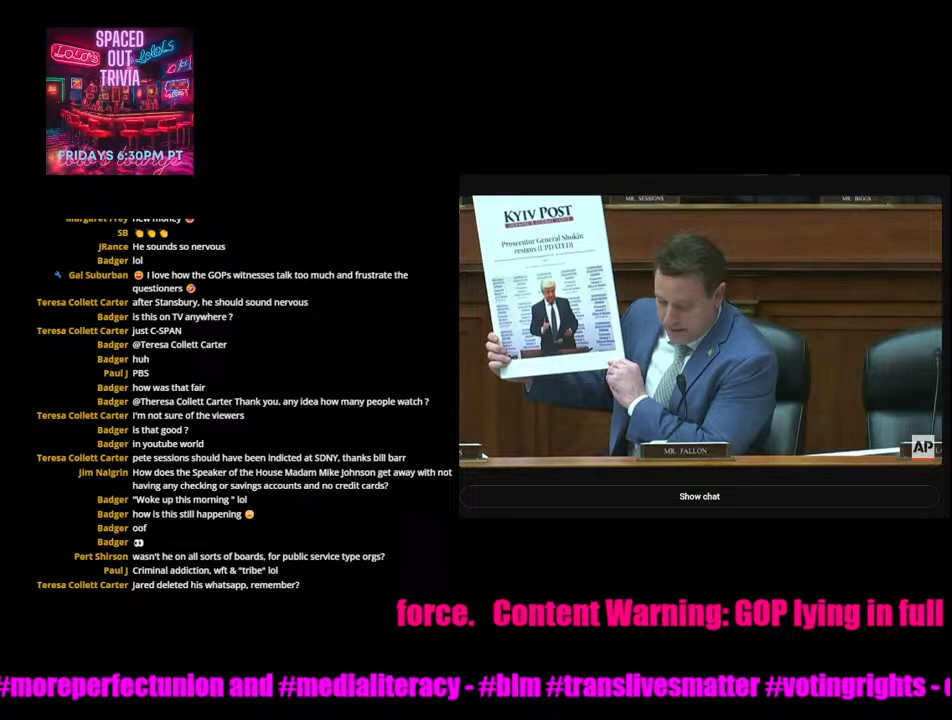 SPACED
OUT
TRIVIA
LOLO'S
FRIDAYS 6:30PM PT
lolo's lounge
SB 👏👏👏
JRance He sounds so nervous
Badger lol
Gal Suburban 😆 I love how the GOPs witnesses talk too much and frustrate the
questioners 🤣
Teresa Collett Carter after Stansbury, he should sound nervous
Badger is this on TV anywhere ?
Teresa Collett Carter just C-SPAN
Badger @Teresa Collett Carter
Badger huh
Paul J PBS
Badger how was that fair
Badger @Theresa Collett Carter Thank you. any idea how many people watch ?
Teresa Collett Carter I'm not sure of the viewers
Badger is that good ?
Badger in youtube world
Teresa Collett Carter pete sessions should have been indicted at SDNY, thanks bill barr
Jim Nalgrin How does the Speaker of the House Madam Mike Johnson get away with not
having any checking or savings accounts and no credit cards?
Badger "Woke up this morning " lol
Badger how is this still happening
Badger oof
Badger 👀
Pert Shirson wasn't he on all sorts of boards, for public service type orgs?
Paul J Criminal addiction, wft & "tribe" lol
Teresa Collett Carter Jared deleted his whatsapp, remember?
MR. SESSIONS
MR. BIGGS
KYIV POST
Prosecutor General Shokin
resigns (UPDATED)
MR. FALLON
AP
Show chat
force. Content Warning: GOP lying in full
#moreperfectunion and #medialiteracy - #blm #translivesmatter #votingrights -